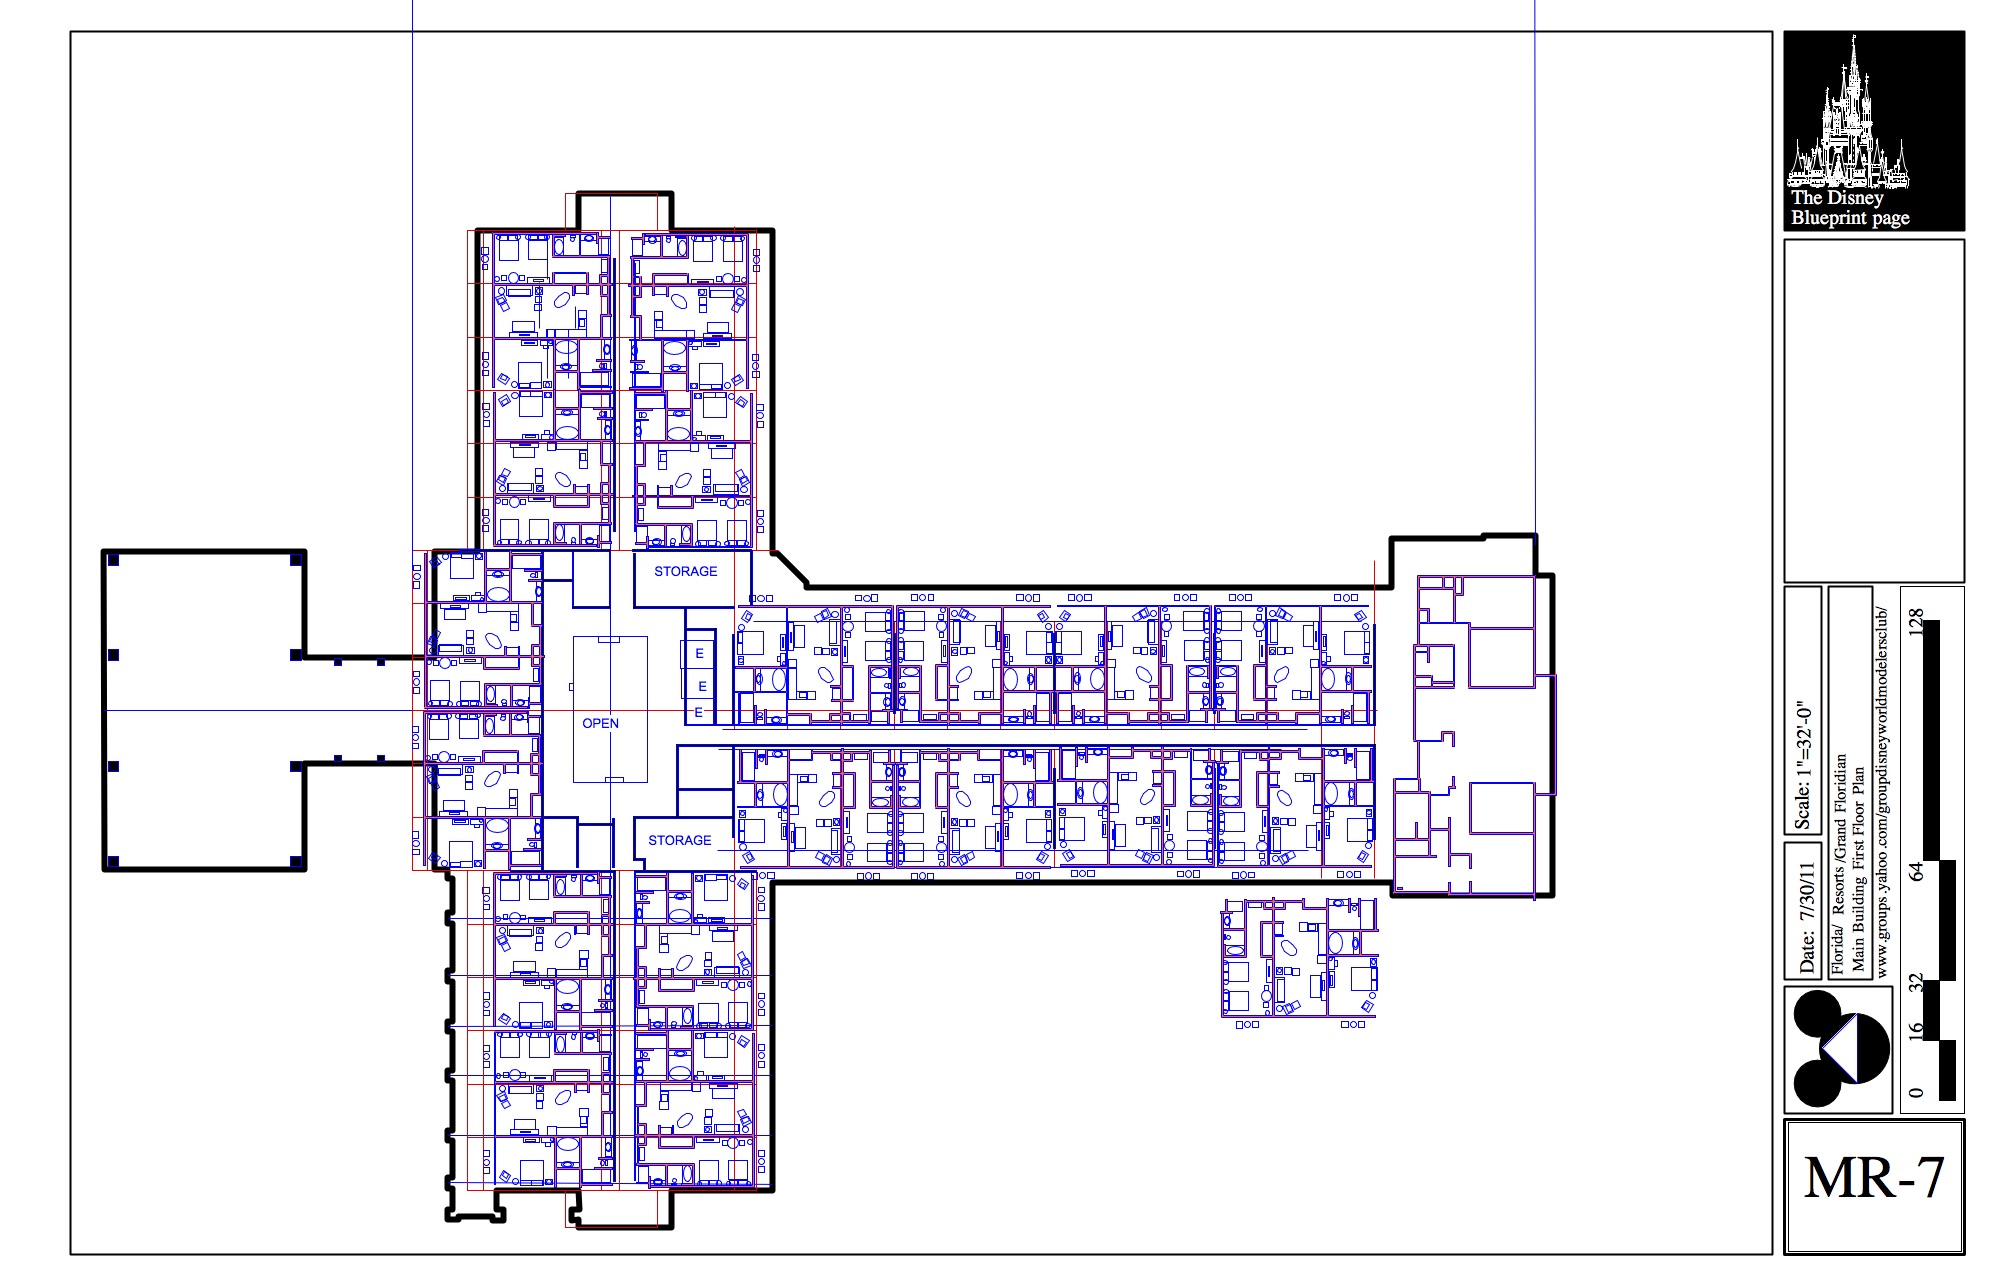 The Disney
Blueprint page
STORAGE
E
E
E
OPEN
STORAGE
Scale: 1"=32'-0"
Date: 7/30/11
Florida/ Resorts /Grand Floridian
Main Building First Floor Plan
www.groups.yahoo.com/groupdisneyworldmodelersclub/
0 16 32 64 128
MR-7